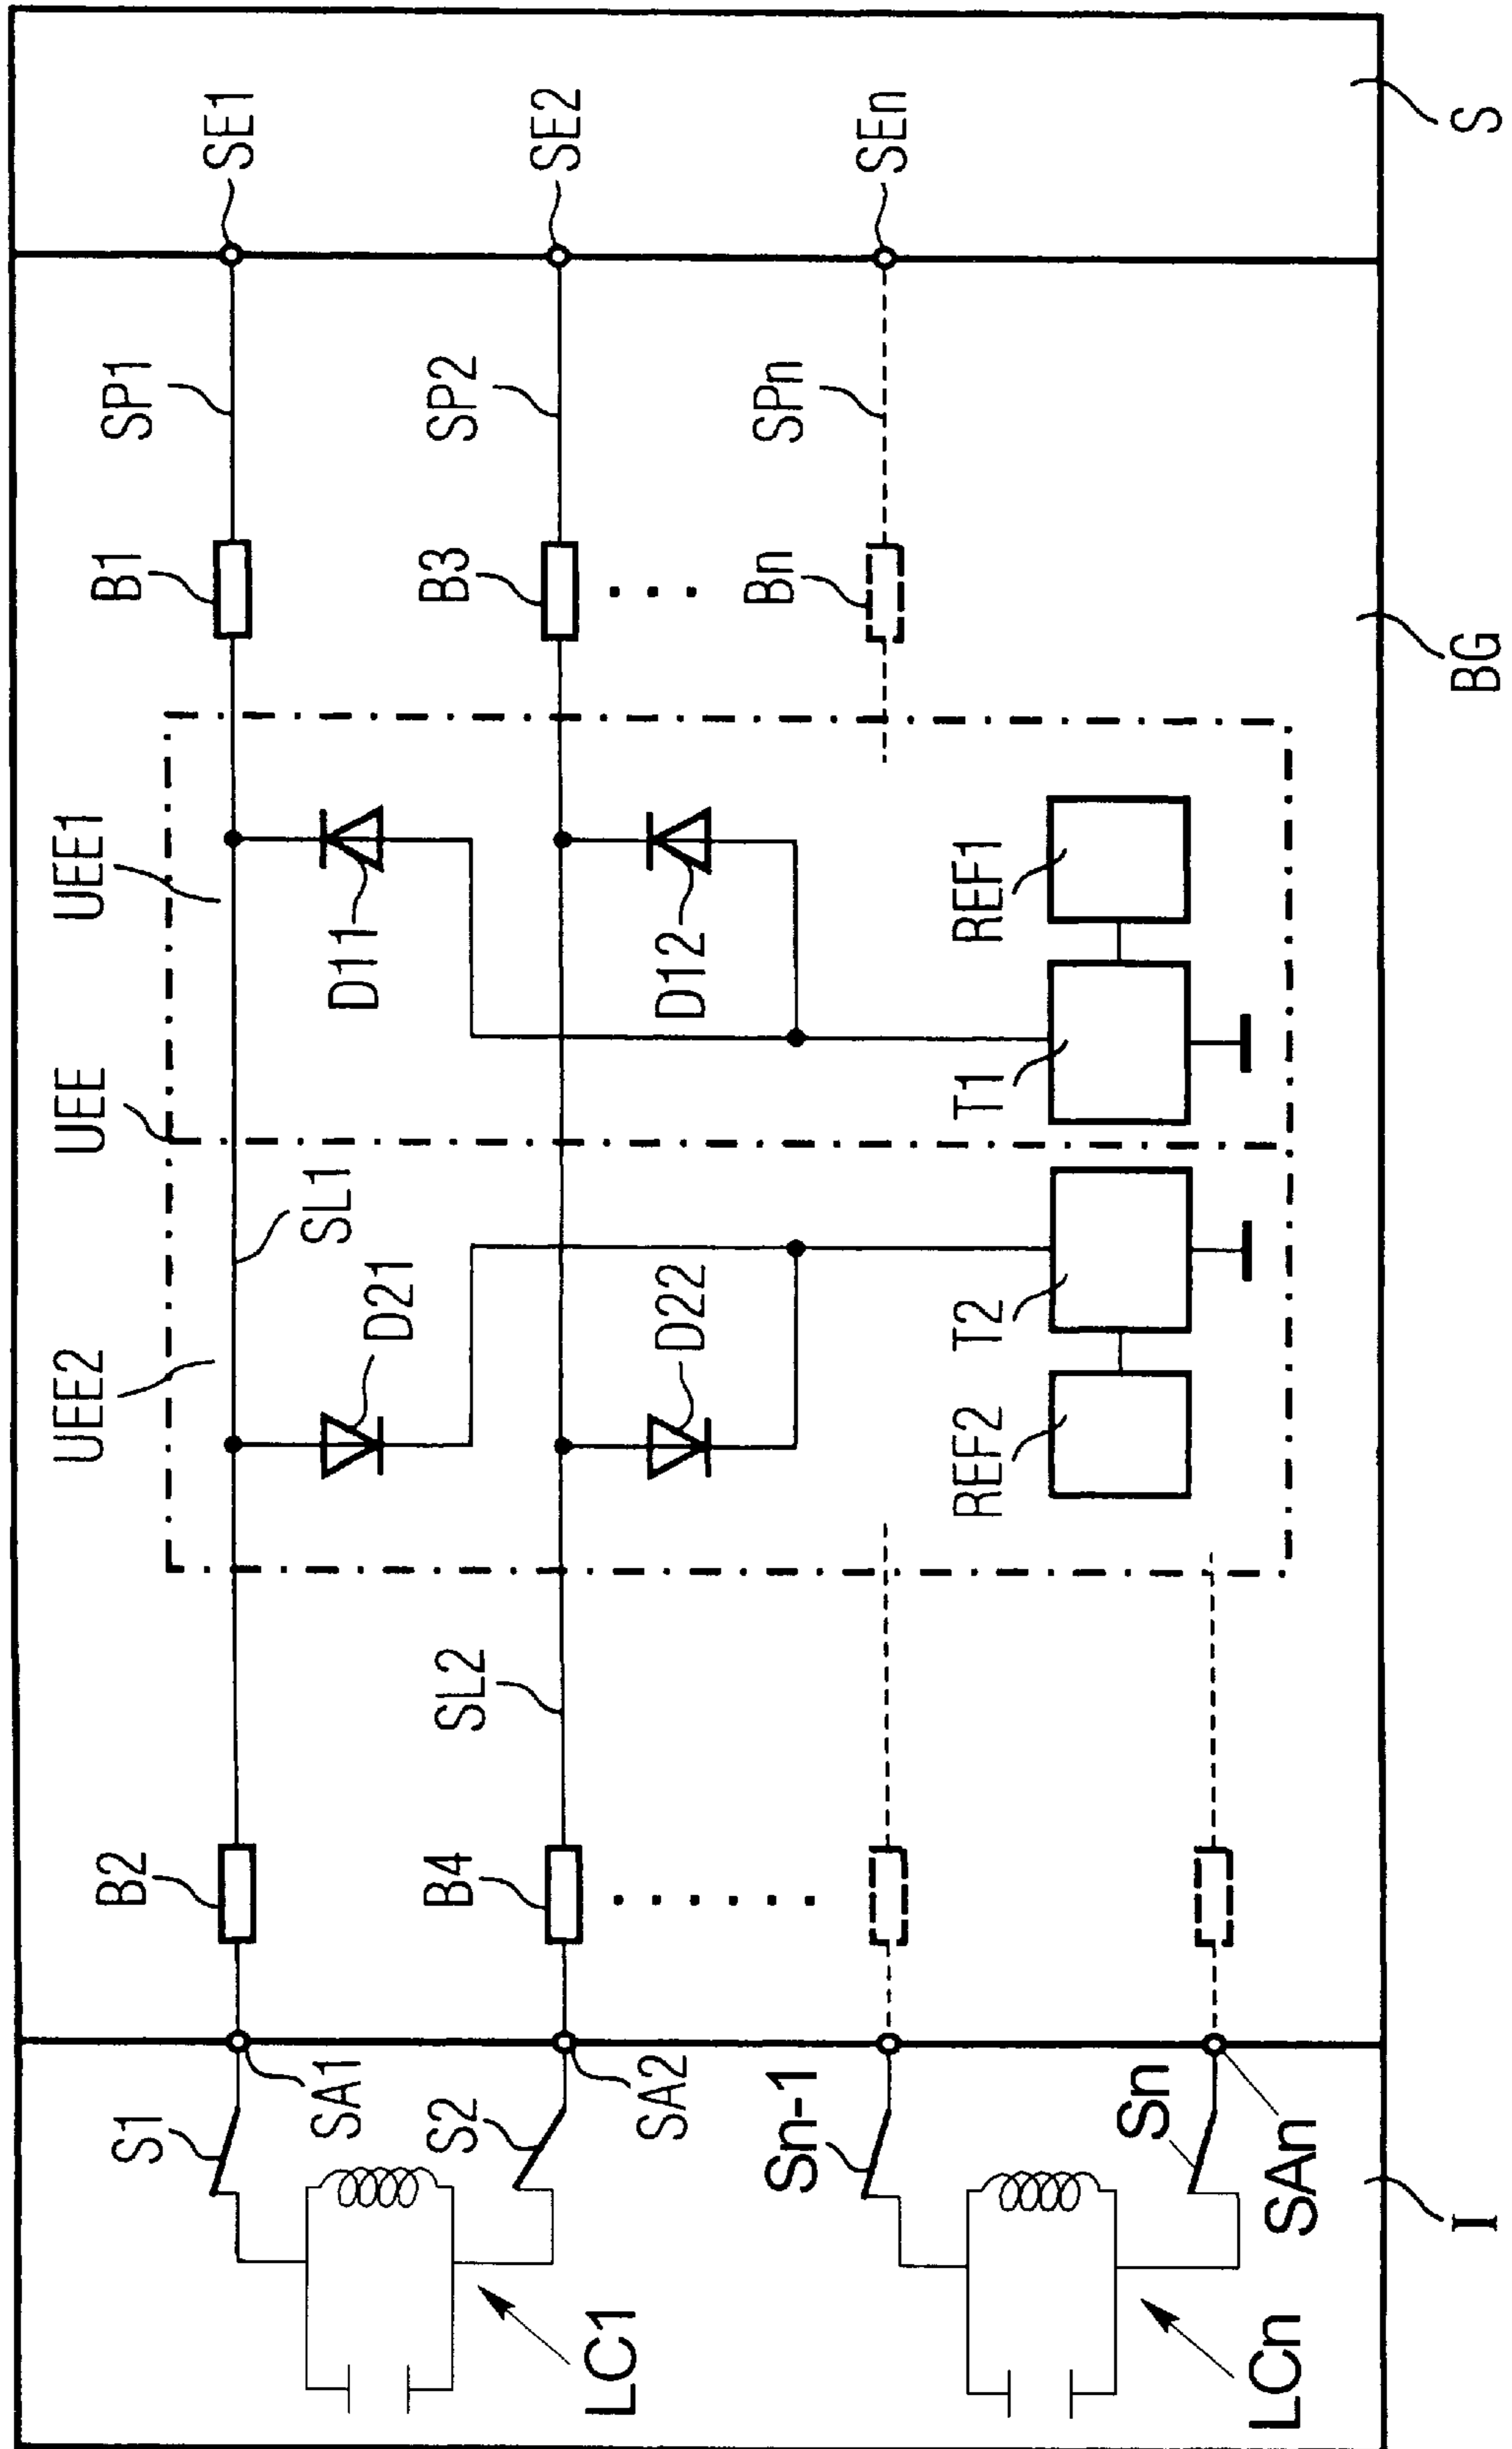 SE1
SE2
SEn
S
SP1
SP2
SPn
B1
B3
Bn
BG
UEE1
D11
D12
REF1
UEE
T1
SL1
D21
D22
T2
UEE2
REF2
SL2
B2
B4
S1
SA1
S2
SA2
Sn-1
Sn
SAn
I
LC1
LCn